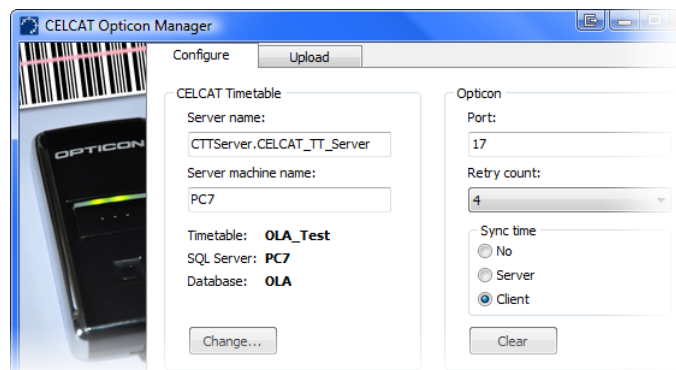 CELCAT Opticon Manager
Configure
Upload
OPTICON
CELCAT Timetable
Server name:
CTTServer.CELCAT_TT_Server
Server machine name:
PC7
Timetable: OLA_Test
SQL Server: PC7
Database: OLA
Change...
Opticon
Port:
17
Retry count:
4
Sync time
No
Server
Client
Clear